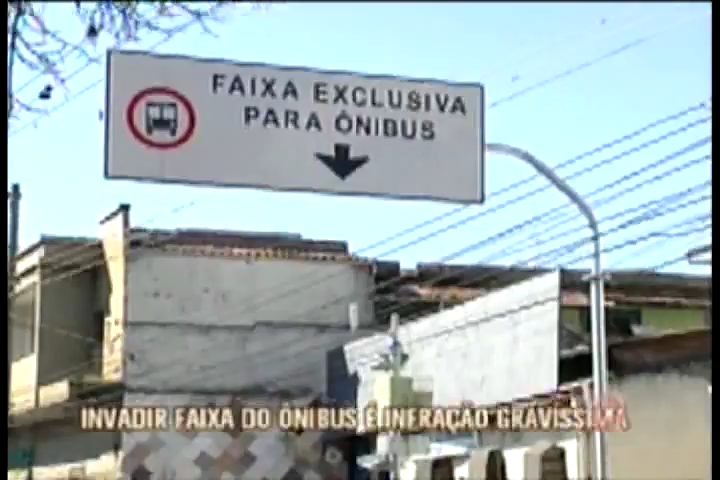 FAIXA EXCLUSIVA
PARA ÔNIBUS
INVADIR FAIXA DO ÔNIBUS É INFRAÇÃO GRAVÍSSIMA